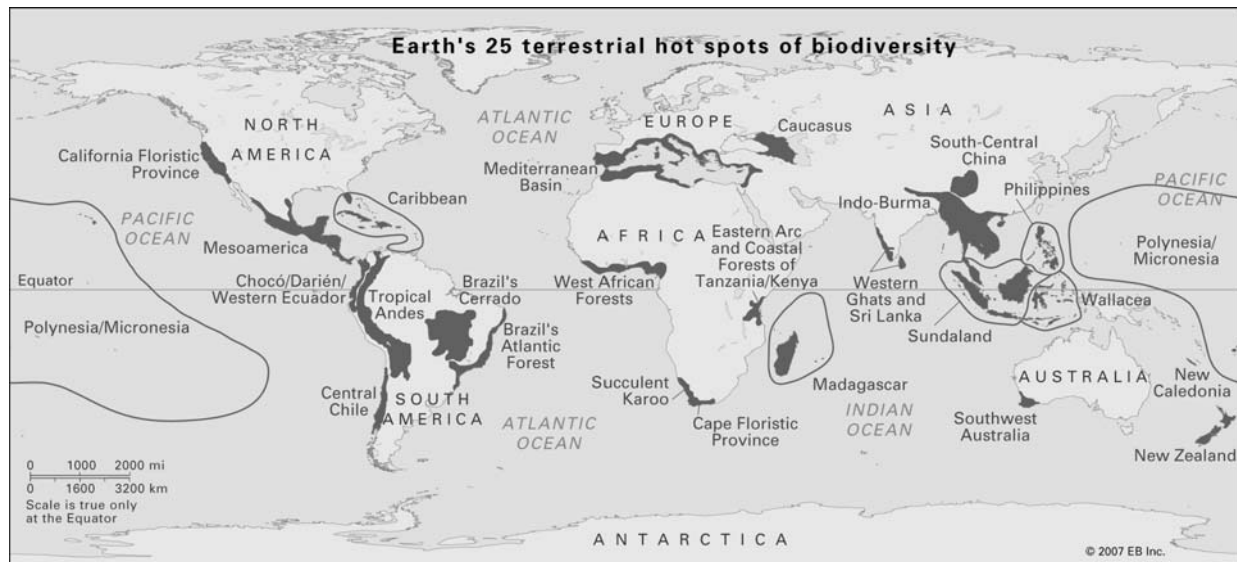 Earth's 25 terrestrial hot spots of biodiversity
ATLANTIC
OCEAN
ASIA
NORTH
AMERICA
EUROPE
Caucasus
California Floristic
Province
Mediterranean
Basin
South-Central
China
Philippines
PACIFIC
OCEAN
Caribbean
Indo-Burma
PACIFIC
OCEAN
Mesoamerica
AFRICA
Eastern Arc
and Coastal
Forests of
Tanzania/Kenya
Polynesia/
Micronesia
Equator
Chocó/Darién/
Western Ecuador
Tropical
Andes
Brazil's
Cerrado
West African
Forests
Western
Ghats and
Sri Lanka
Wallacea
Polynesia/Micronesia
Brazil's
Atlantic
Forest
Sundaland
Madagascar
Central
Chile
SOUTH
AMERICA
Succulent
Karoo
AUSTRALIA
New
Caledonia
ATLANTIC
OCEAN
Cape Floristic
Province
INDIAN
OCEAN
Southwest
Australia
New Zealand
0 1000 2000 mi
0 1600 3200 km
Scale is true only
at the Equator
ANTARCTICA
© 2007 EB Inc.